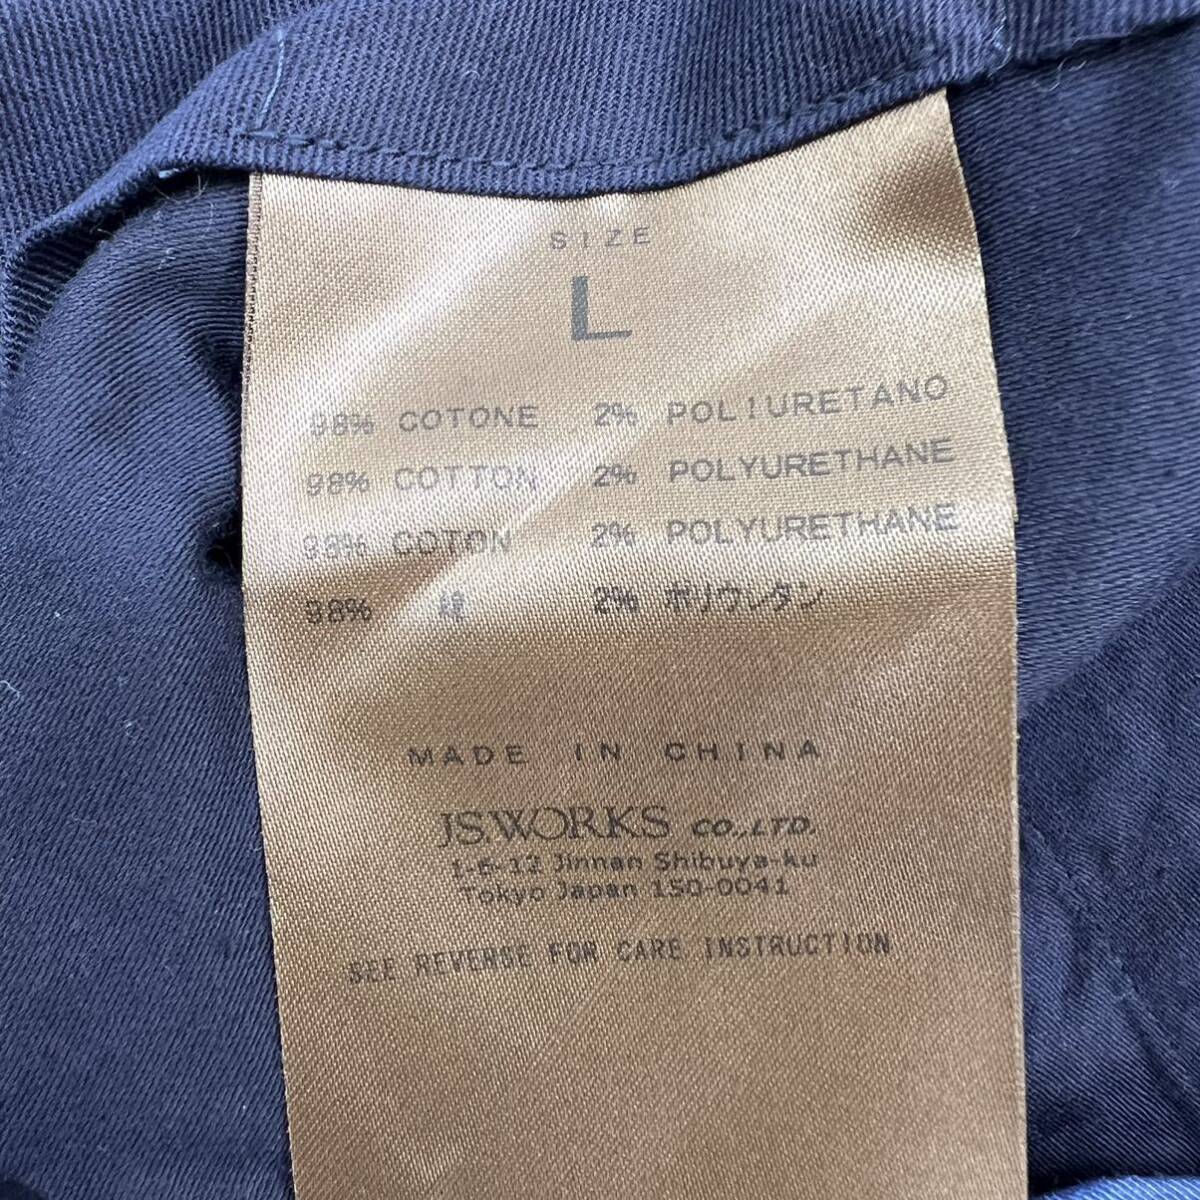 SIZE
L
98% COTONE 2% POLIURETANO
98% COTTON 2% POLYURETHANE
98% COTON 2% POLYURETHANE
98% 綿 2% ポリウレタン
MADE IN CHINA
JS.WORKS CO.,LTD.
1-6-12 Jinnan Shibuya-ku
Tokyo Japan 150-0041
SEE REVERSE FOR CARE INSTRUCTION